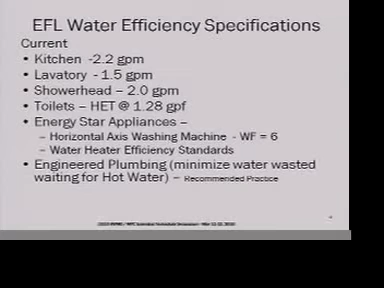 EFL Water Efficiency Specifications
Current
• Kitchen -2.2 gpm
• Lavatory - 1.5 gpm
• Showerhead – 2.0 gpm
• Toilets – HET @ 1.28 gpf
• Energy Star Appliances –
– Horizontal Axis Washing Machine - WF = 6
– Water Heater Efficiency Standards
• Engineered Plumbing (minimize water wasted
waiting for Hot Water) – Recommended Practice